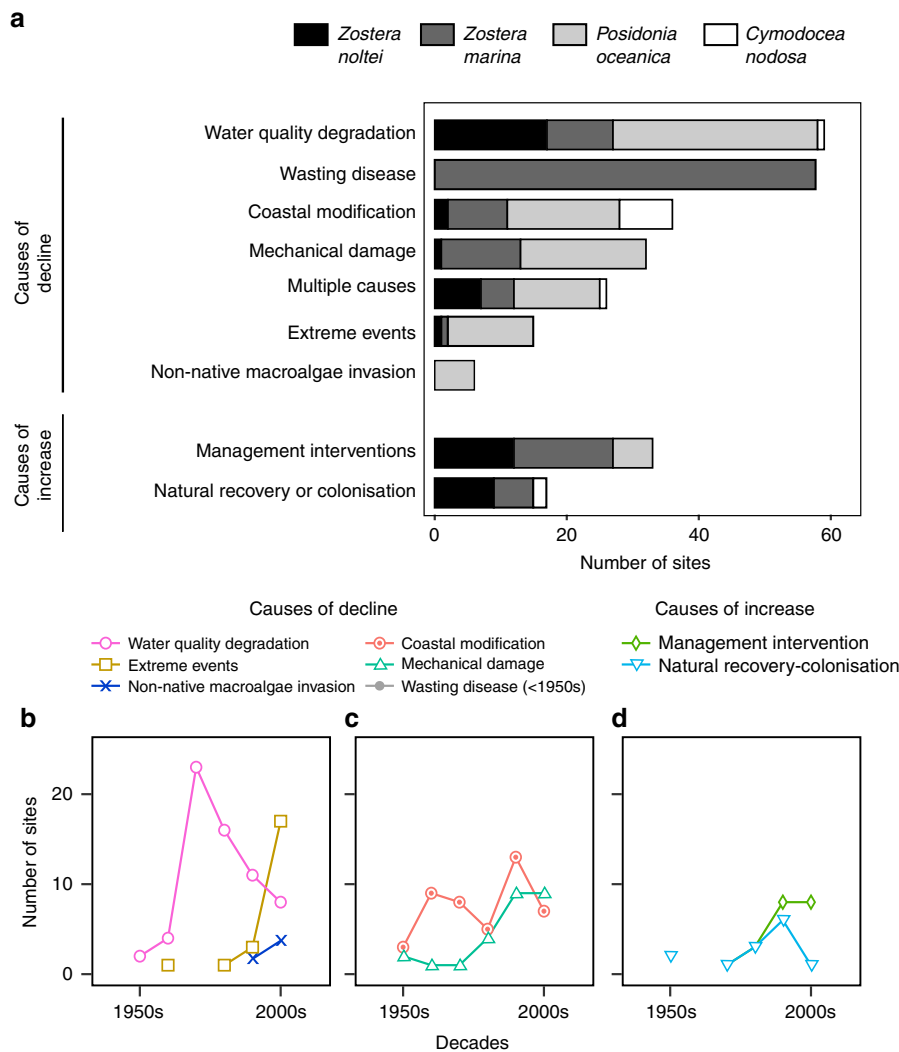 a
Zostera noltei
Zostera marina
Posidonia oceanica
Cymodocea nodosa
Causes of decline
Water quality degradation
Wasting disease
Coastal modification
Mechanical damage
Multiple causes
Extreme events
Non-native macroalgae invasion
Causes of increase
Management interventions
Natural recovery or colonisation
0 20 40 60
Number of sites
Causes of decline
Water quality degradation
Extreme events
Non-native macroalgae invasion
Coastal modification
Mechanical damage
Wasting disease (<1950s)
Causes of increase
Management intervention
Natural recovery-colonisation
b
c
d
Number of sites
20
10
0
1950s 2000s
1950s 2000s
1950s 2000s
Decades